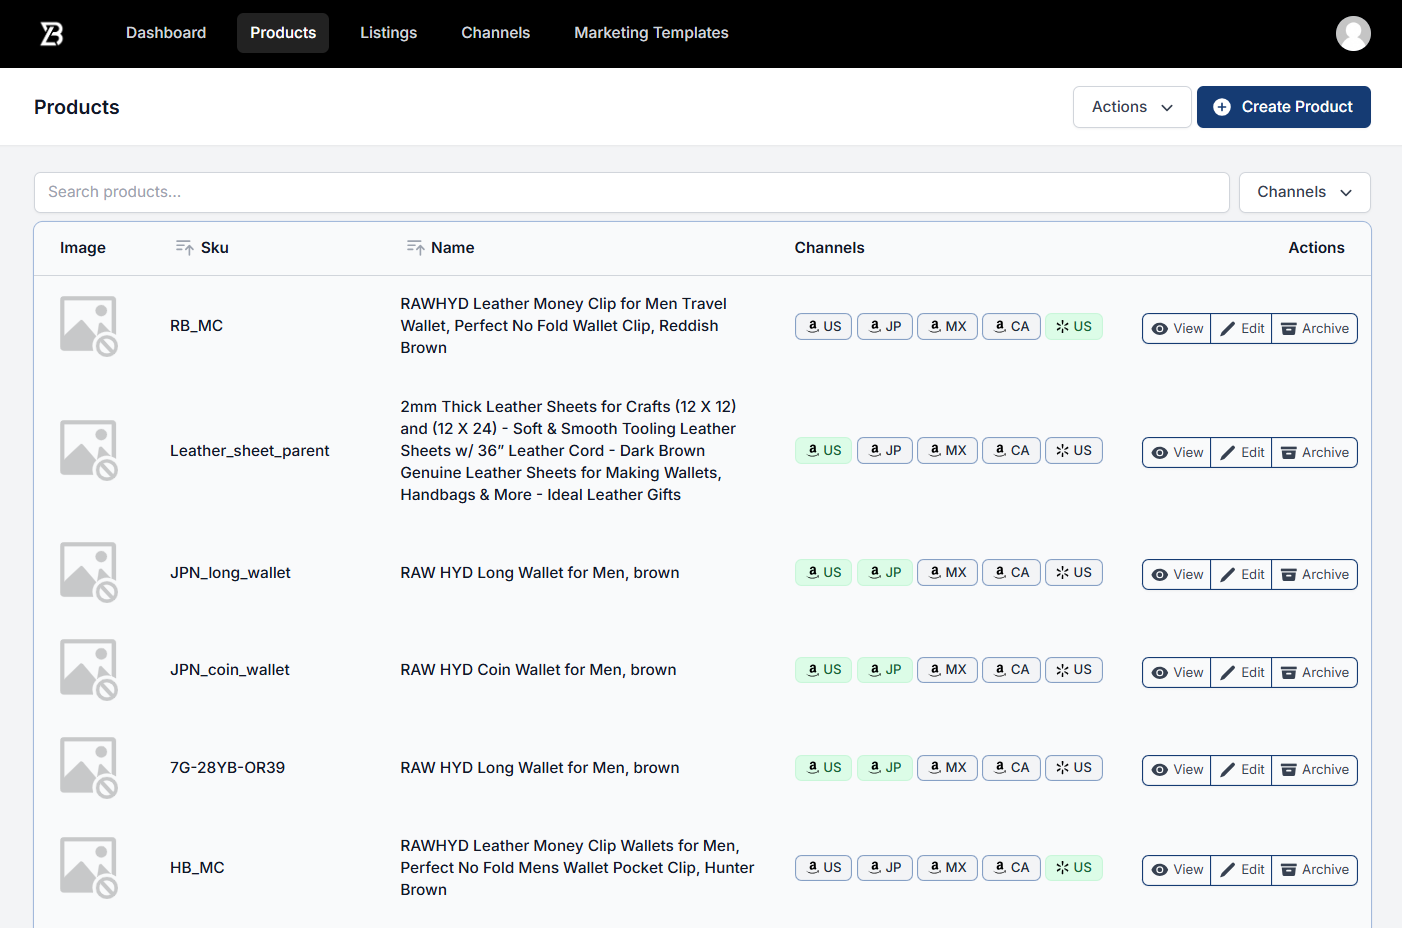 Dashboard
Products
Listings
Channels
Marketing Templates
Products
Actions
Create Product
Search products...
Channels
Image
Sku
Name
Channels
Actions
RB_MC
RAWHYD Leather Money Clip for Men Travel
Wallet, Perfect No Fold Wallet Clip, Reddish
Brown
a US
a JP
a MX
a CA
US
View
Edit
Archive
Leather_sheet_parent
2mm Thick Leather Sheets for Crafts (12 X 12)
and (12 X 24) - Soft & Smooth Tooling Leather
Sheets w/ 36” Leather Cord - Dark Brown
Genuine Leather Sheets for Making Wallets,
Handbags & More - Ideal Leather Gifts
a US
a JP
a MX
a CA
US
View
Edit
Archive
JPN_long_wallet
RAW HYD Long Wallet for Men, brown
a US
a JP
a MX
a CA
US
View
Edit
Archive
JPN_coin_wallet
RAW HYD Coin Wallet for Men, brown
a US
a JP
a MX
a CA
US
View
Edit
Archive
7G-28YB-OR39
RAW HYD Long Wallet for Men, brown
a US
a JP
a MX
a CA
US
View
Edit
Archive
HB_MC
RAWHYD Leather Money Clip Wallets for Men,
Perfect No Fold Mens Wallet Pocket Clip, Hunter
Brown
a US
a JP
a MX
a CA
US
View
Edit
Archive